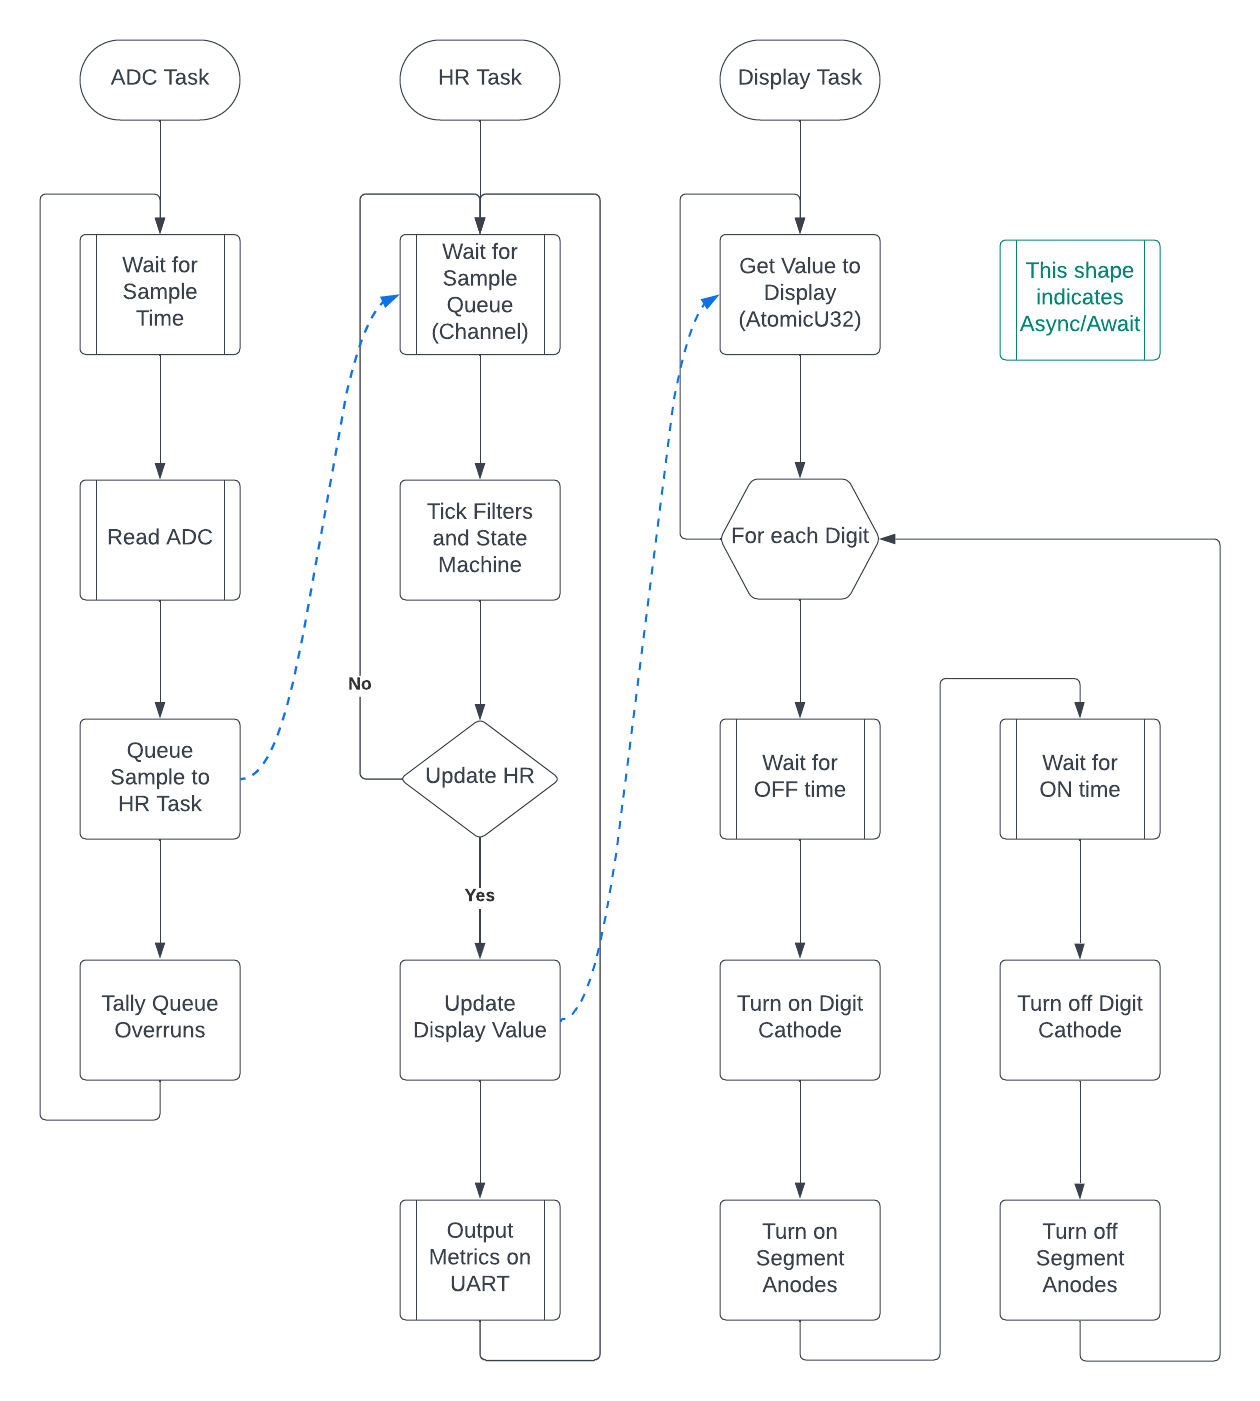 ADC Task
HR Task
Display Task
Wait for
Sample
Time
Wait for
Sample
Queue
(Channel)
Get Value to
Display
(AtomicU32)
This shape
indicates
Async/Await
Read ADC
Tick Filters
and State
Machine
For each Digit
No
Queue
Sample to
HR Task
Update HR
Wait for
OFF time
Wait for
ON time
Yes
Tally Queue
Overruns
Update
Display Value
Turn on Digit
Cathode
Turn off Digit
Cathode
Output
Metrics on
UART
Turn on
Segment
Anodes
Turn off
Segment
Anodes